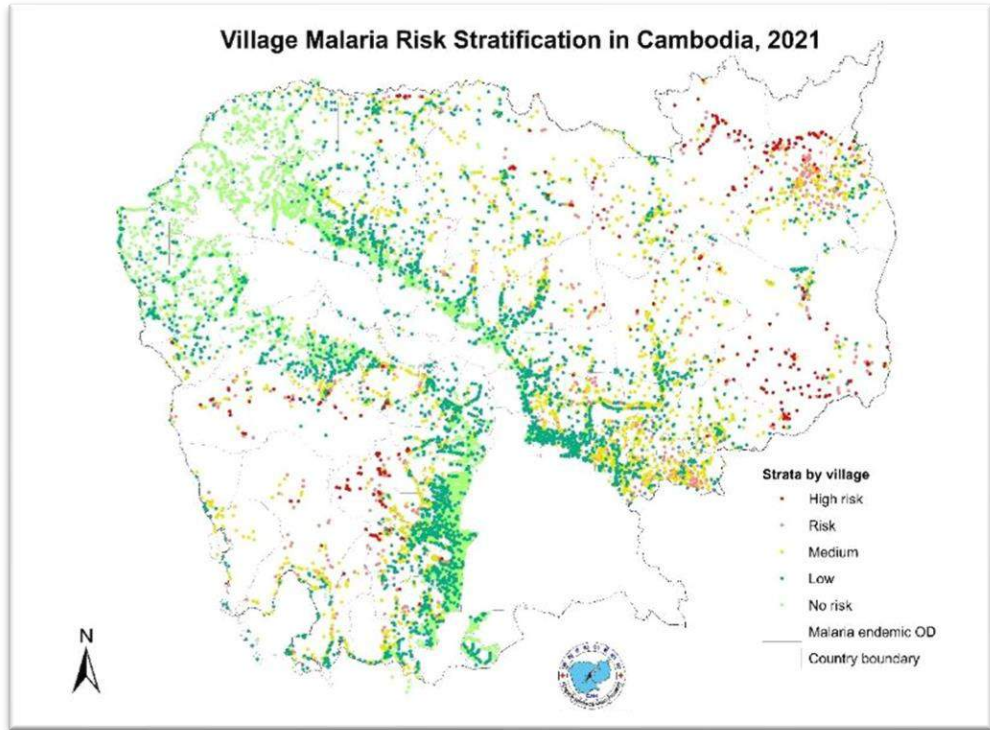 Village Malaria Risk Stratification in Cambodia, 2021
Strata by village
High risk
Risk
Medium
Low
No risk
Malaria endemic OD
Country boundary
N